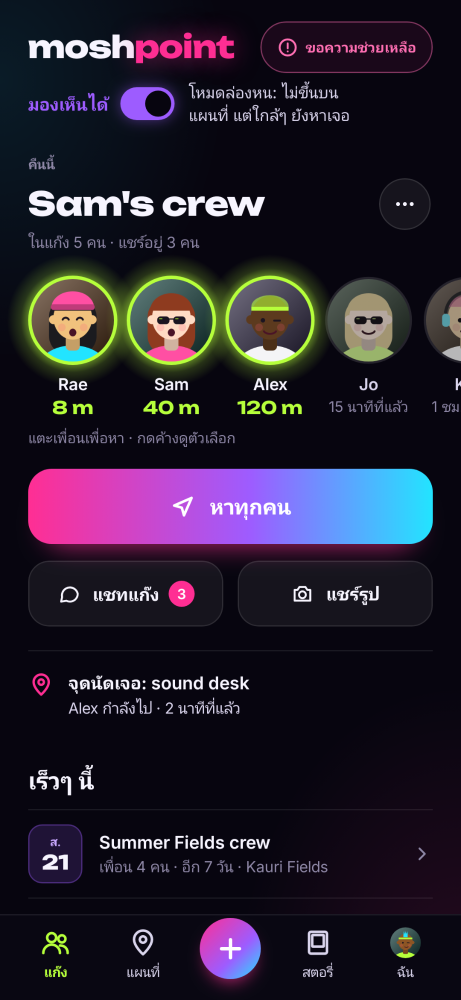 moshpoint
ขอความช่วยเหลือ
มองเห็นได้
โหมดล่องหน: ไม่ขึ้นบน
แผนที่ แต่ใกล้ๆ ยังหาเจอ
คืนนี้
Sam's crew
ในแก๊ง 5 คน · แชร์อยู่ 3 คน
Rae Sam Alex Jo
8 m 40 m 120 m 15 นาทีที่แล้ว
แตะเพื่อนเพื่อหา · กดค้างดูตัวเลือก
หาทุกคน
แชทแก๊ง 3 แชร์รูป
จุดนัดเจอ: sound desk
Alex กำลังไป · 2 นาทีที่แล้ว
เร็วๆ นี้
ส.
21
Summer Fields crew
เพื่อน 4 คน · อีก 7 วัน · Kauri Fields
แก๊ง แผนที่ สตอรี่ ฉัน